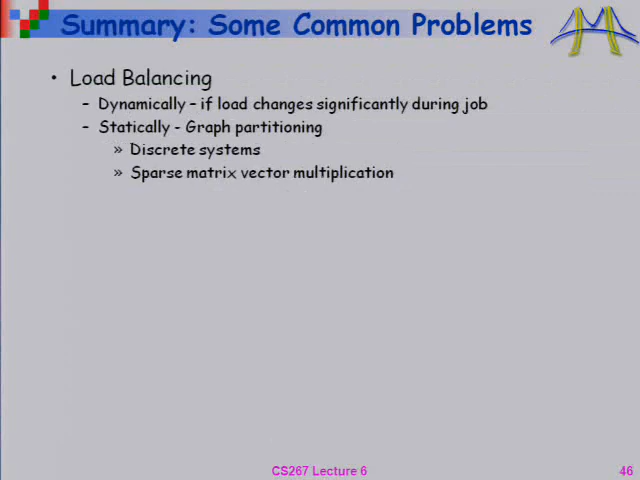 Summary: Some Common Problems
• Load Balancing
– Dynamically – if load changes significantly during job
– Statically - Graph partitioning
» Discrete systems
» Sparse matrix vector multiplication
CS267 Lecture 6
46